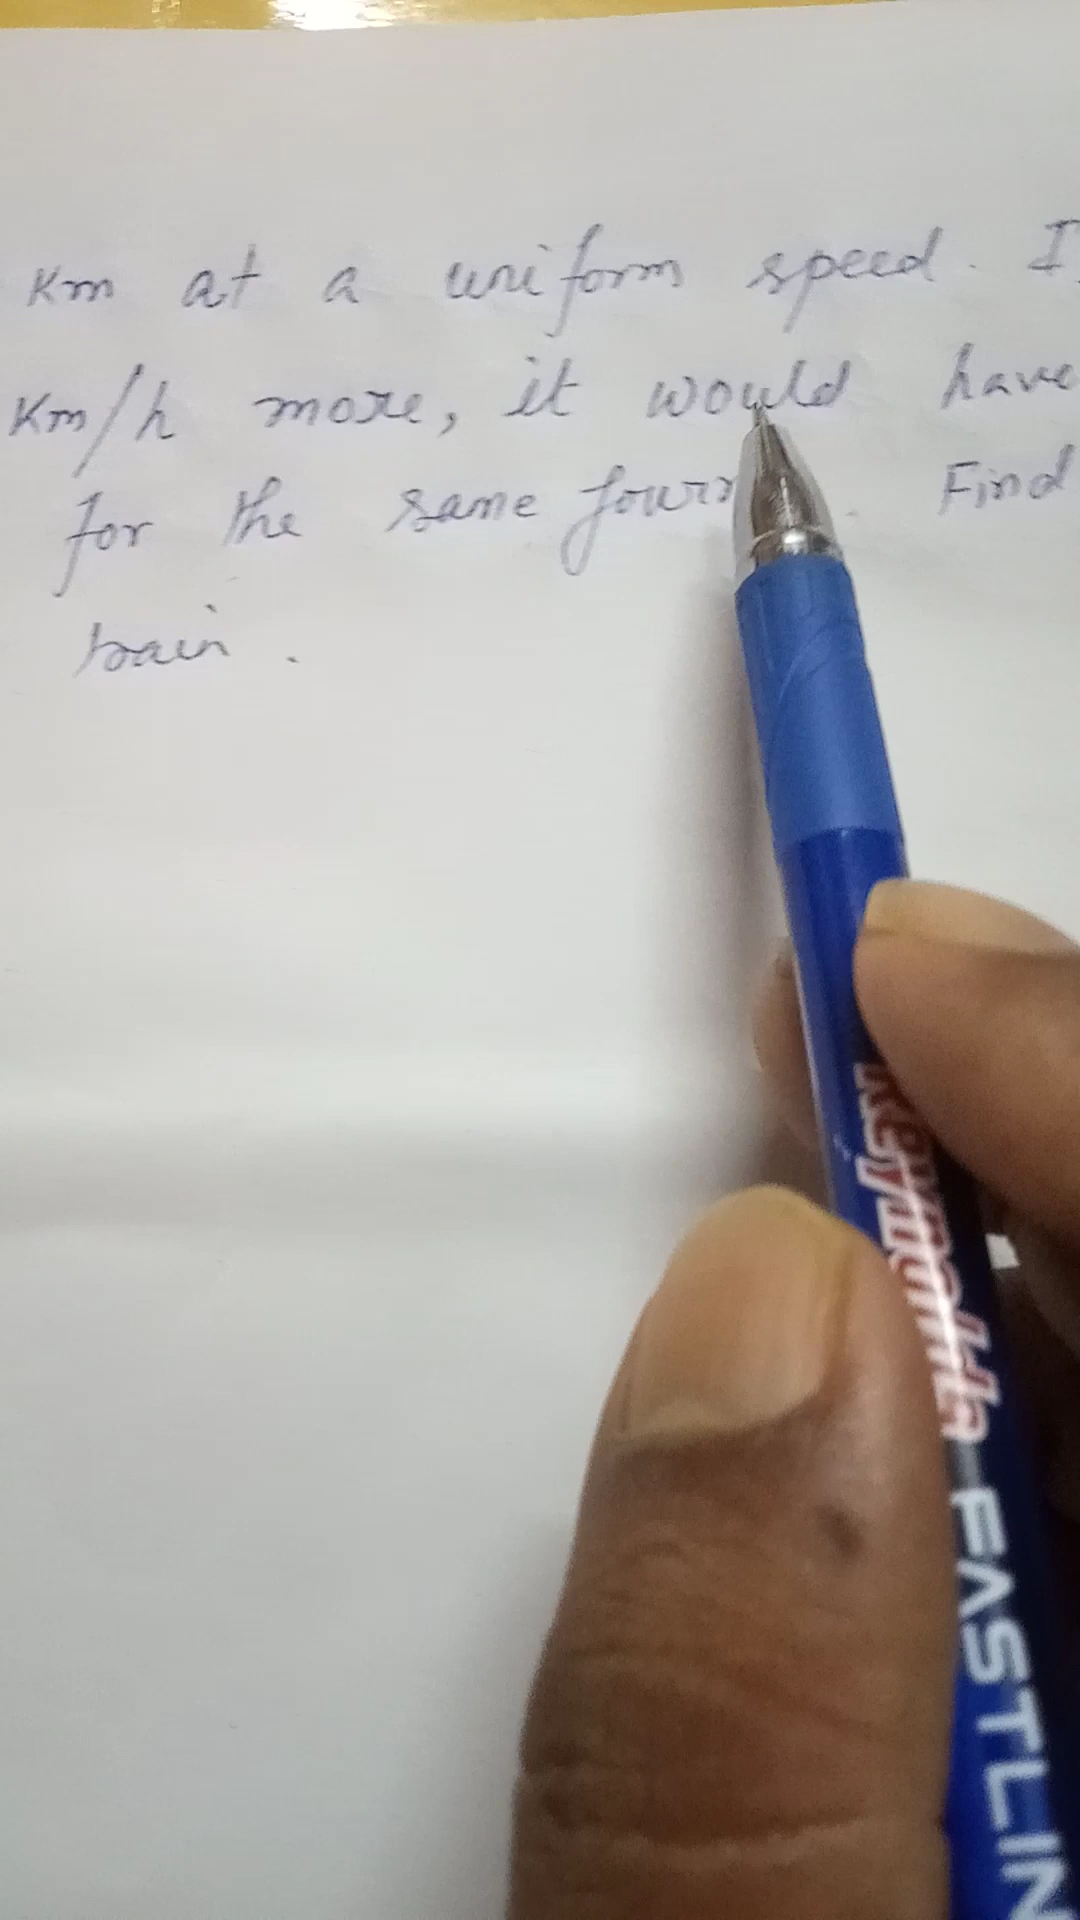 Km at a uniform speed. I
Km/h more, it would have
for the same Find
train.
Reynolds FASTLIN